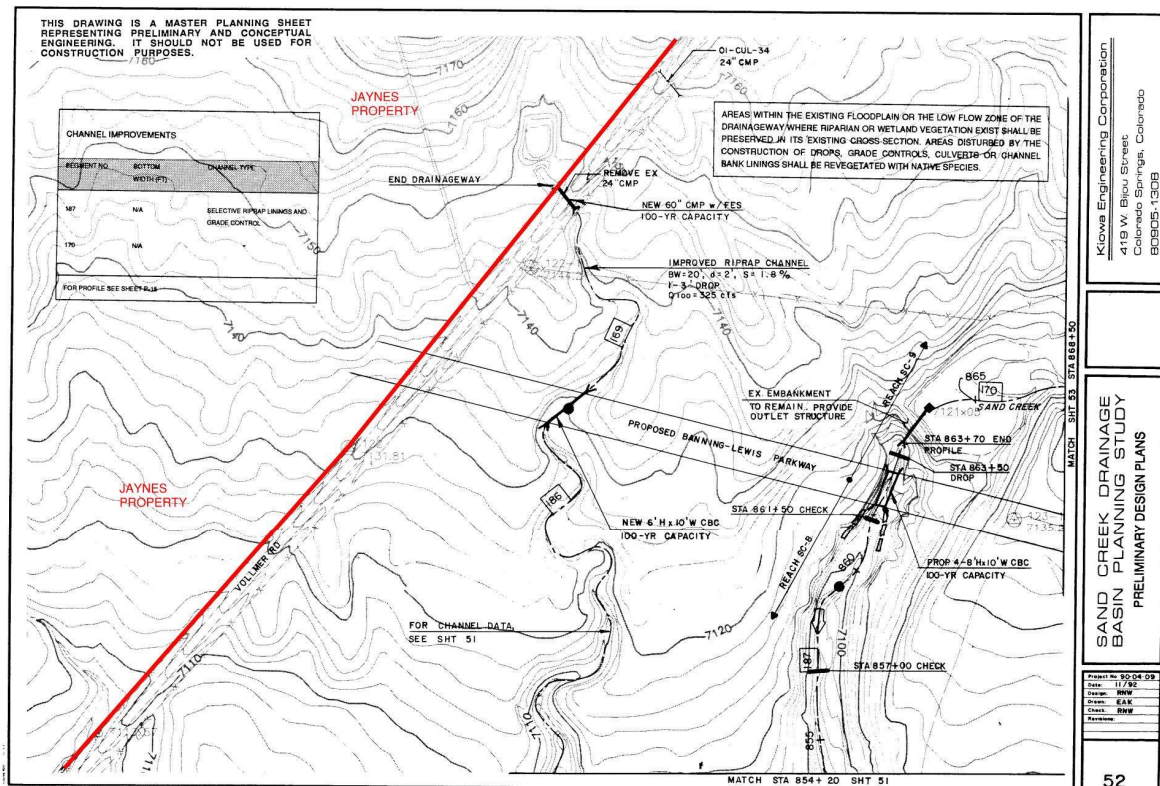 THIS DRAWING IS A MASTER PLANNING SHEET
REPRESENTING PRELIMINARY AND CONCEPTUAL
ENGINEERING. IT SHOULD NOT BE USED FOR
CONSTRUCTION PURPOSES.
7160
7170
01-CUL-34
24" CMP
7160
JAYNES
PROPERTY
7160
CHANNEL IMPROVEMENTS
SEGMENT NO.
BOTTOM
WIDTH (FT)
CHANNEL TYPE
187
N/A
SELECTIVE RIPRAP LININGS AND
GRADE CONTROL
170
N/A
FOR PROFILE SEE SHEET P-15
7150
7140
AREAS WITHIN THE EXISTING FLOODPLAIN OR THE LOW FLOW ZONE OF THE
DRAINAGEWAY WHERE RIPARIAN OR WETLAND VEGETATION EXIST SHALL BE
PRESERVED IN ITS EXISTING CROSS-SECTION. AREAS DISTURBED BY THE
CONSTRUCTION OF DROPS, GRADE CONTROLS, CULVERTS OR CHANNEL
BANK LININGS SHALL BE REVEGETATED WITH NATIVE SPECIES.
END DRAINAGEWAY
REMOVE EX
24" CMP
NEW 60" CMP w/FES
100-YR CAPACITY
7150
IMPROVED RIPRAP CHANNEL
BW=20', d=2', S=1.8%
1-3' DROP
Q100=325 cfs
7140
7140
169
REACH SC-9
865
170
SAND CREEK
EX. EMBANKMENT
TO REMAIN. PROVIDE
OUTLET STRUCTURE
PROPOSED BANNING-LEWIS PARKWAY
STA 863+70 END
PROFILE
STA 863+50
DROP
JAYNES
PROPERTY
186
STA 861+50 CHECK
NEW 6'H x 10'W CBC
100-YR CAPACITY
VOLLMER RD
REACH SC-8
860
PROP 4-8'Hx10'W CBC
100-YR CAPACITY
FOR CHANNEL DATA,
SEE SHT 51
7120
7100
187
STA 857+00 CHECK
7110
7110
855
MATCH STA 854+20 SHT 51
MATCH SHT 53 STA 868+50
Kiowa Engineering Corporation
419 W. Bijou Street
Colorado Springs, Colorado
80905-1308
SAND CREEK DRAINAGE
BASIN PLANNING STUDY
PRELIMINARY DESIGN PLANS
Project No 90-04-09
Date: 11/92
Design: RNW
Drawn: EAK
Check: RNW
Revisions:
52